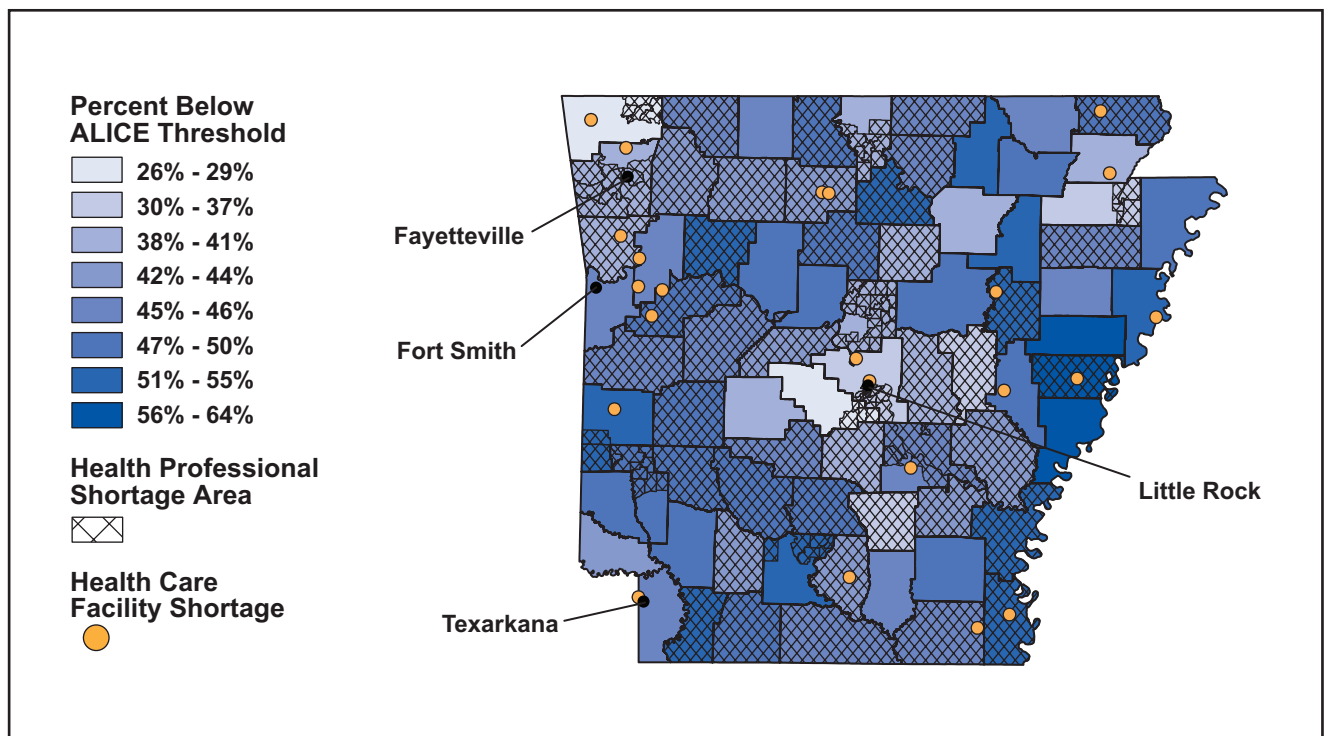 Percent Below
ALICE Threshold
26% - 29%
30% - 37%
38% - 41%
42% - 44%
45% - 46%
47% - 50%
51% - 55%
56% - 64%
Health Professional
Shortage Area
Health Care
Facility Shortage
Fayetteville
Fort Smith
Little Rock
Texarkana